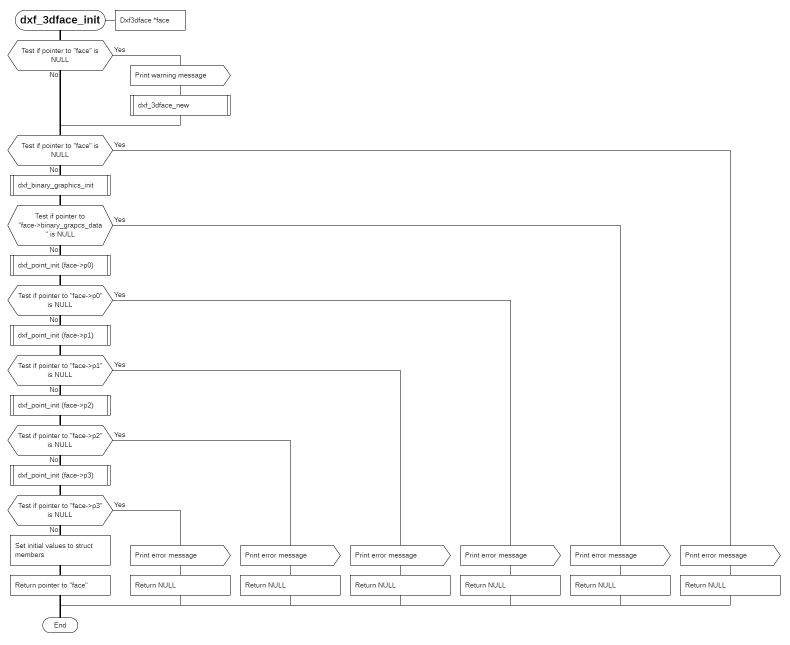 dxf_3dface_init
Dxf3dface *face
Test if pointer to "face" is
NULL
Yes
No
Print warning message
dxf_3dface_new
Test if pointer to "face" is
NULL
Yes
No
dxf_binary_graphics_init
Test if pointer to
"face->binary_grapcs_data
" is NULL
Yes
No
dxf_point_init (face->p0)
Test if pointer to "face->p0"
is NULL
Yes
No
dxf_point_init (face->p1)
Test if pointer to "face->p1"
is NULL
Yes
No
dxf_point_init (face->p2)
Test if pointer to "face->p2"
is NULL
Yes
No
dxf_point_init (face->p3)
Test if pointer to "face->p3"
is NULL
Yes
No
Set initial values to struct
members
Print error message
Print error message
Print error message
Print error message
Print error message
Print error message
Return pointer to "face"
Return NULL
Return NULL
Return NULL
Return NULL
Return NULL
Return NULL
End